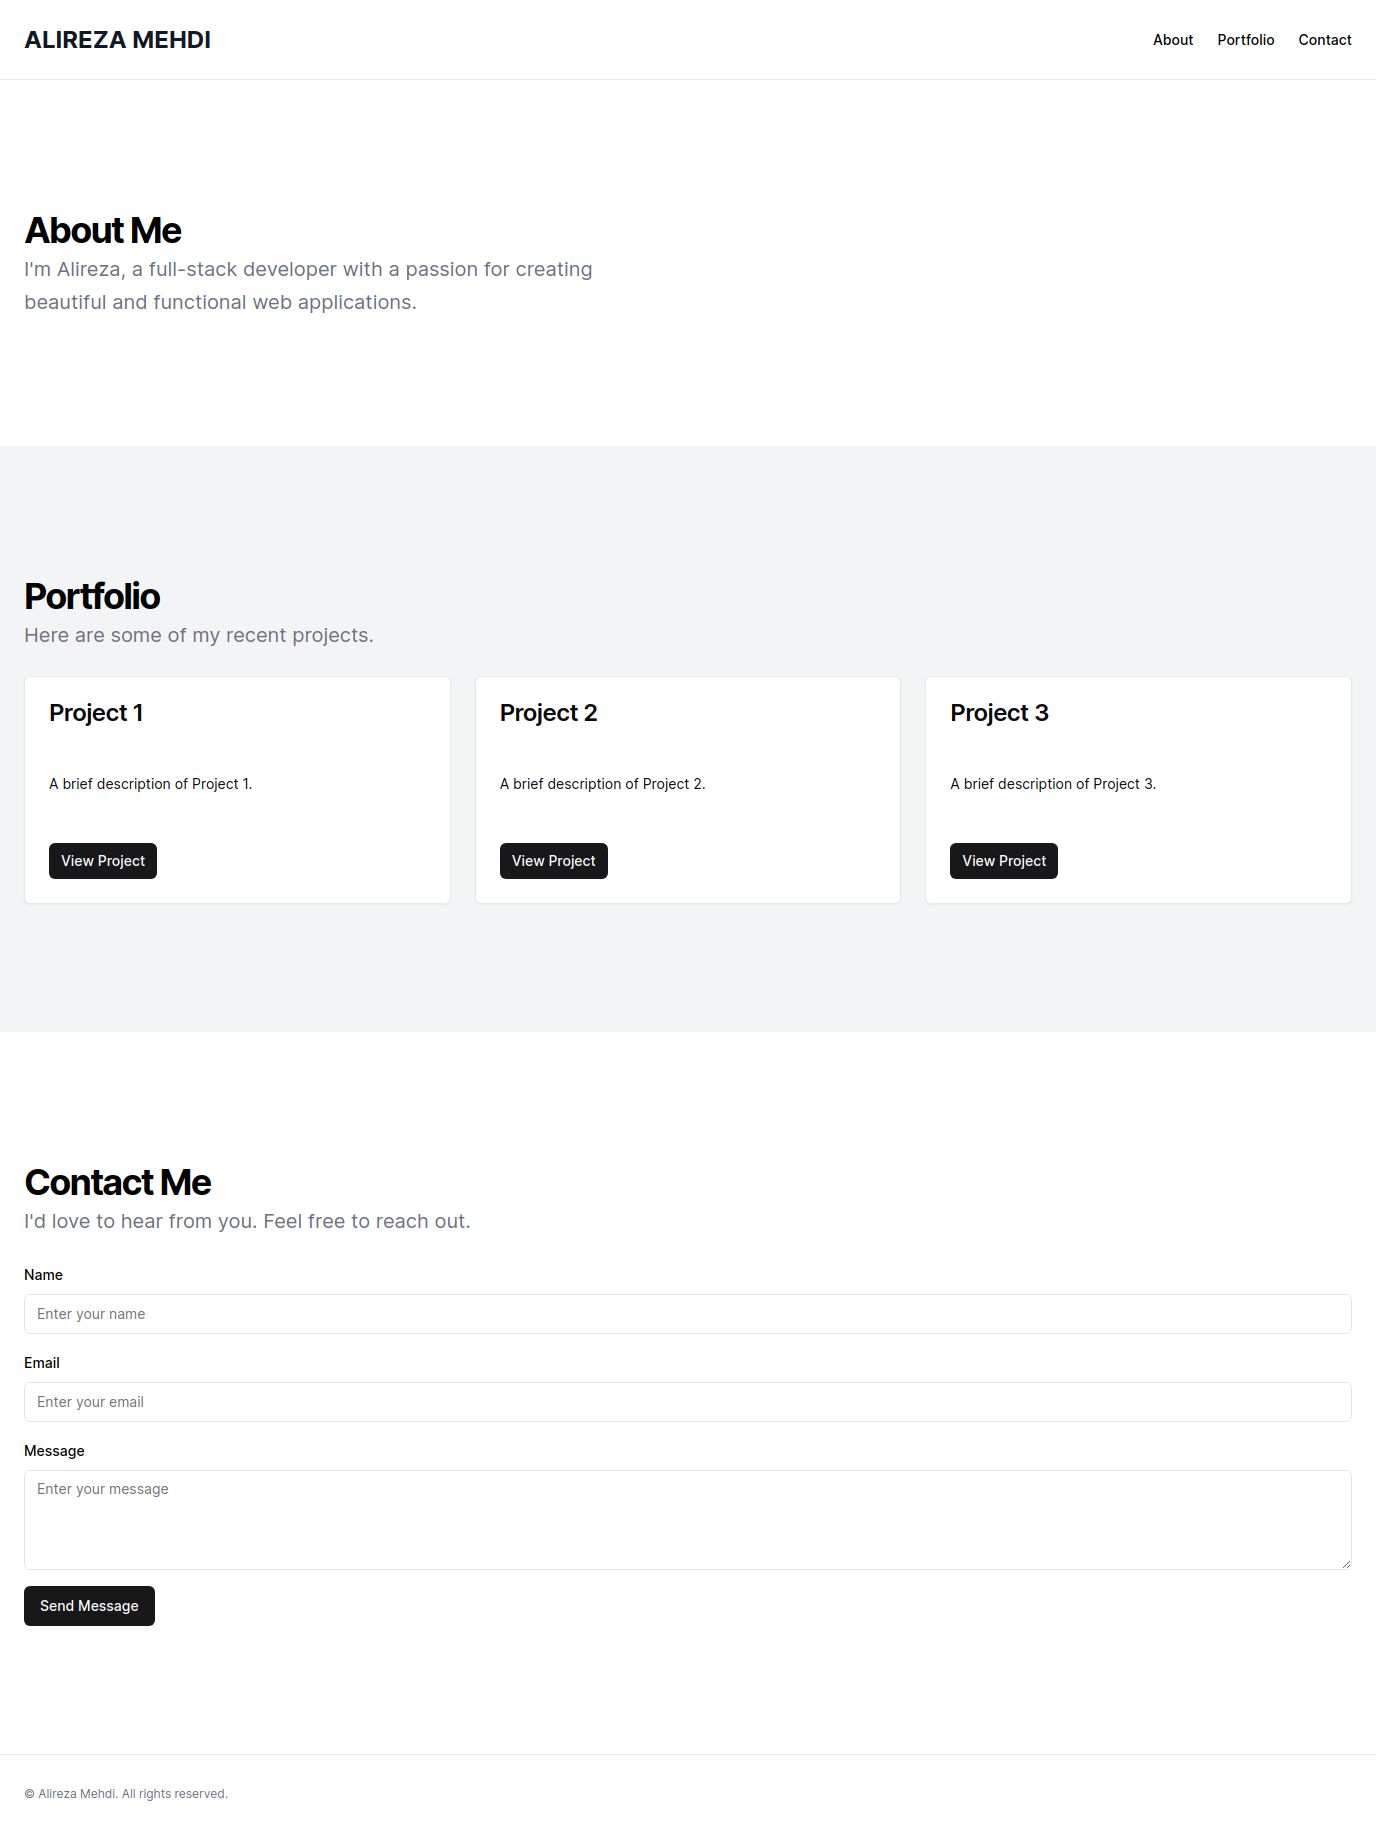 ALIREZA MEHDI
About Portfolio Contact
About Me
I'm Alireza, a full-stack developer with a passion for creating
beautiful and functional web applications.
Portfolio
Here are some of my recent projects.
Project 1
A brief description of Project 1.
View Project
Project 2
A brief description of Project 2.
View Project
Project 3
A brief description of Project 3.
View Project
Contact Me
I'd love to hear from you. Feel free to reach out.
Name
Enter your name
Email
Enter your email
Message
Enter your message
Send Message
© Alireza Mehdi. All rights reserved.